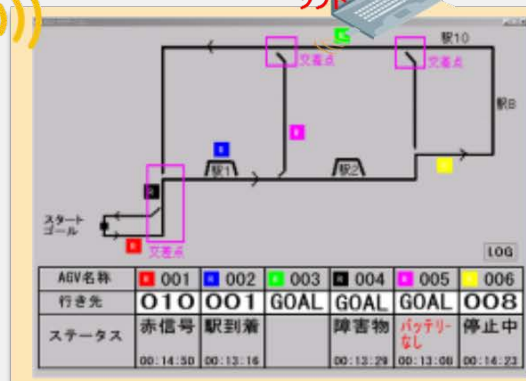 駅10
交差点
交差点
駅8
駅1
駅2
スタート
ゴール
交差点
LOG
AGV名称 001 002 003 004 005 006
行き先 010 001 GOAL GOAL GOAL 008
ステータス 赤信号 駅到着 障害物 バッテリーなし 停止中
00:14:50 00:13:16 00:13:29 00:13:08 00:14:23